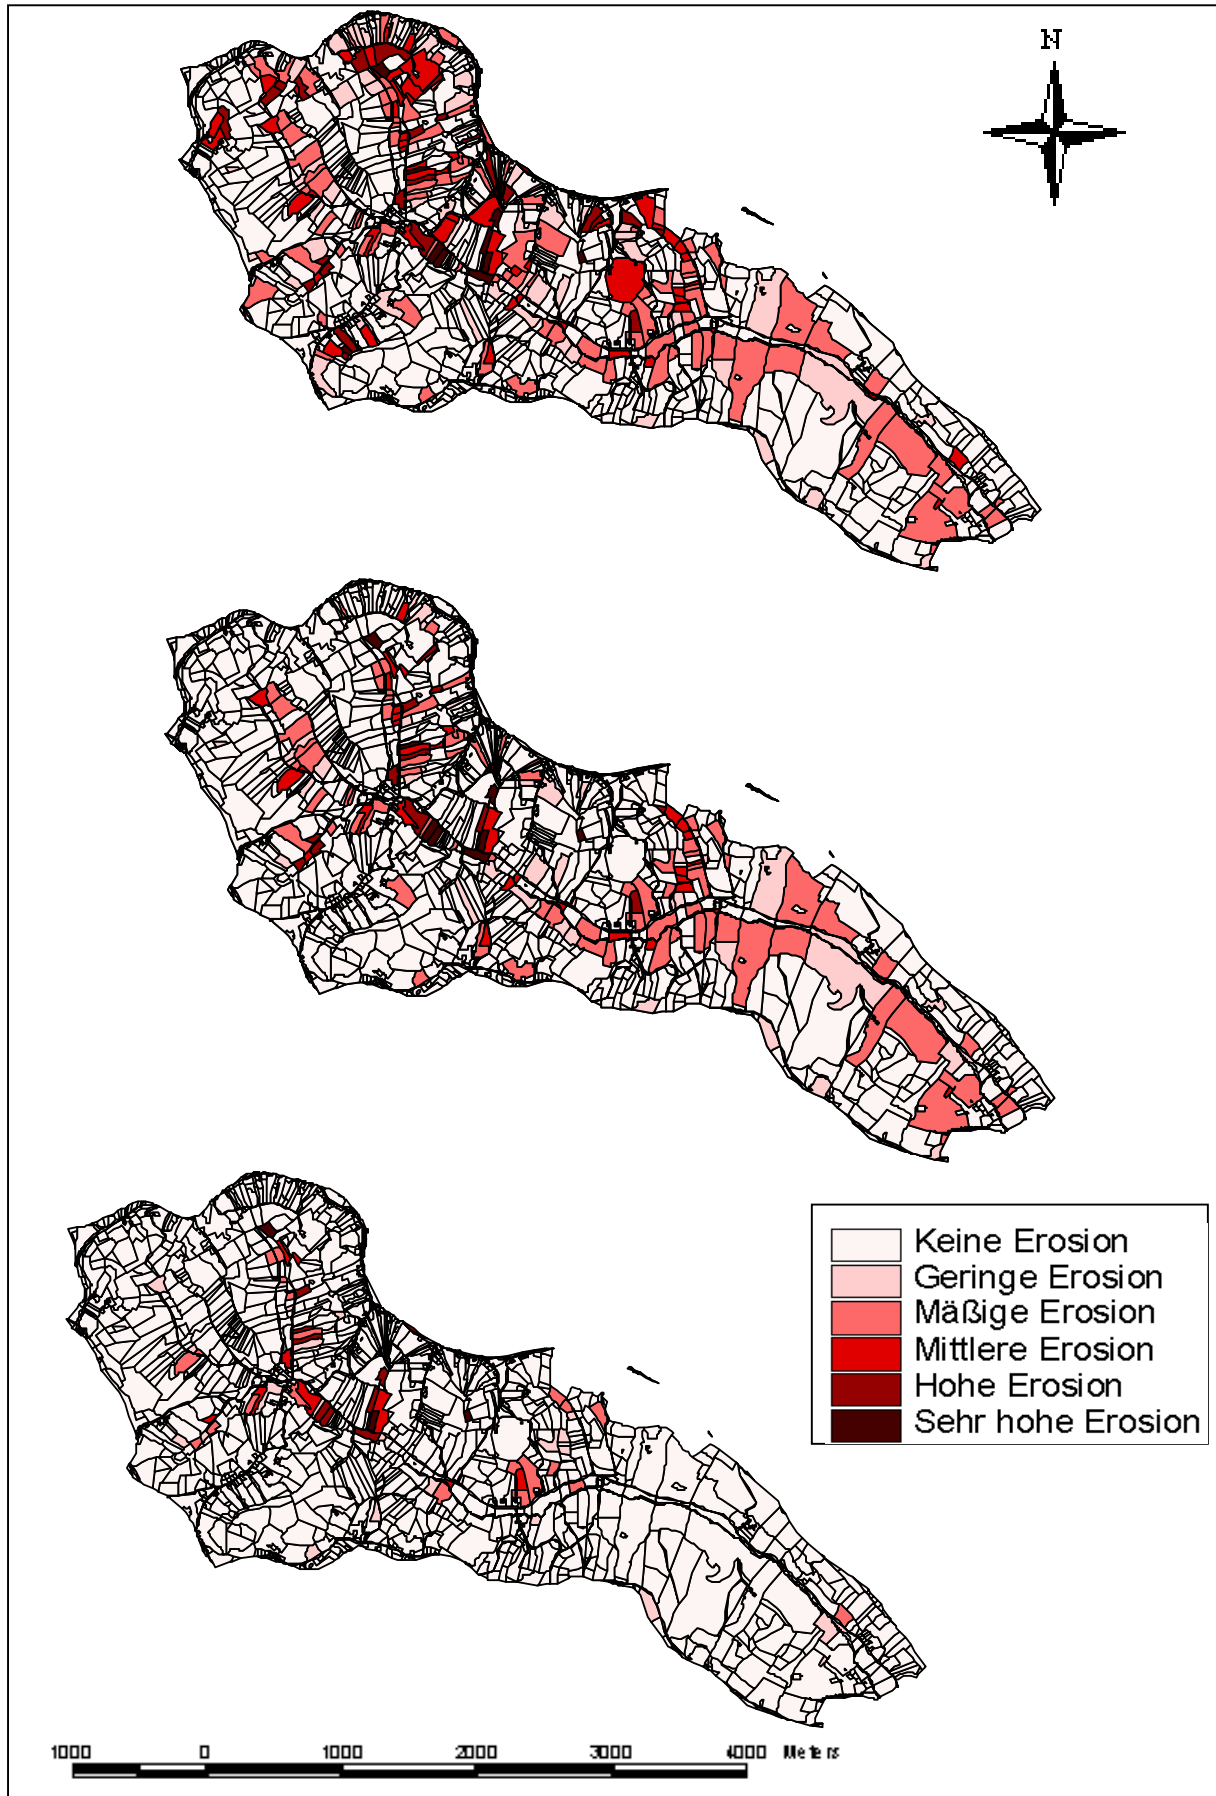 N
Keine Erosion
Geringe Erosion
Mäßige Erosion
Mittlere Erosion
Hohe Erosion
Sehr hohe Erosion
1000 0 1000 2000 3000 4000 Meters